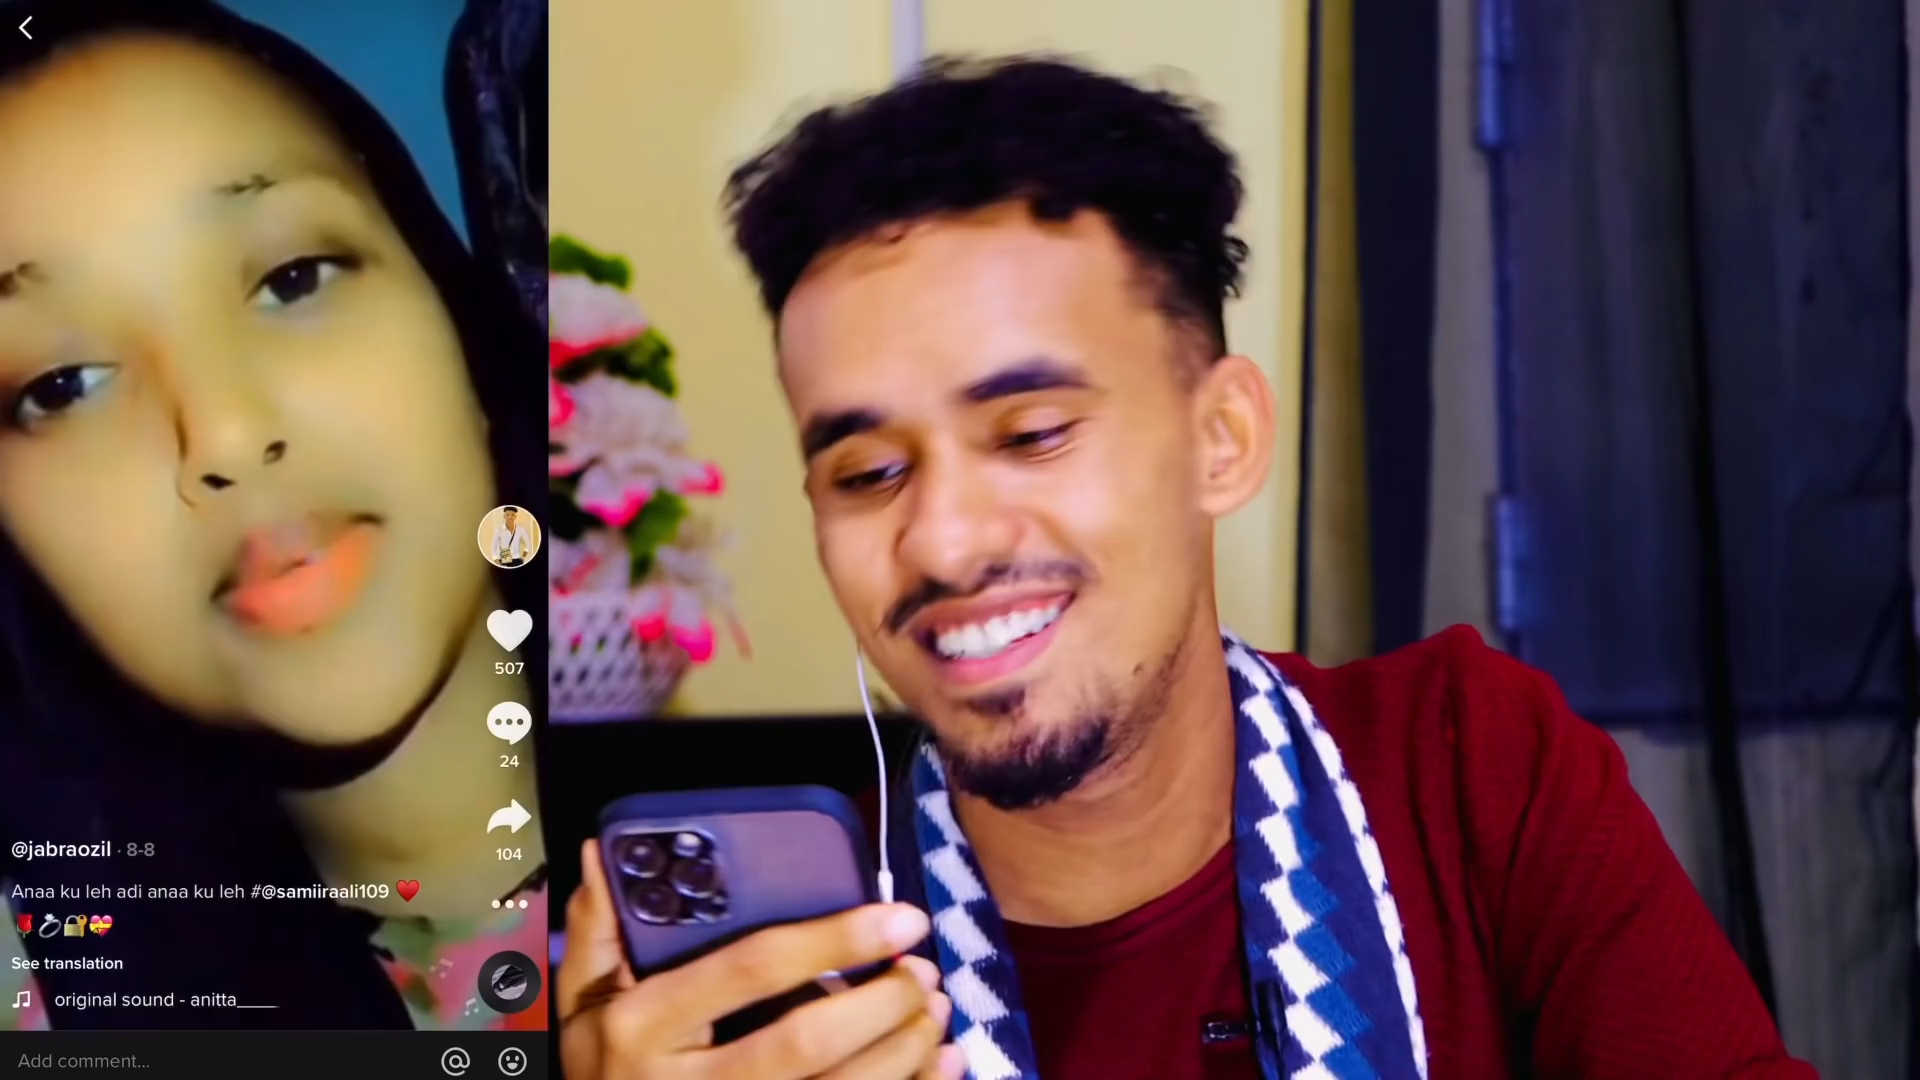 507
24
104
@jabraozil · 8-8
Anaa ku leh adi anaa ku leh #@samiiraali109 ❤️
🌹💍🔐💝
See translation
original sound - anitta____
Add comment...